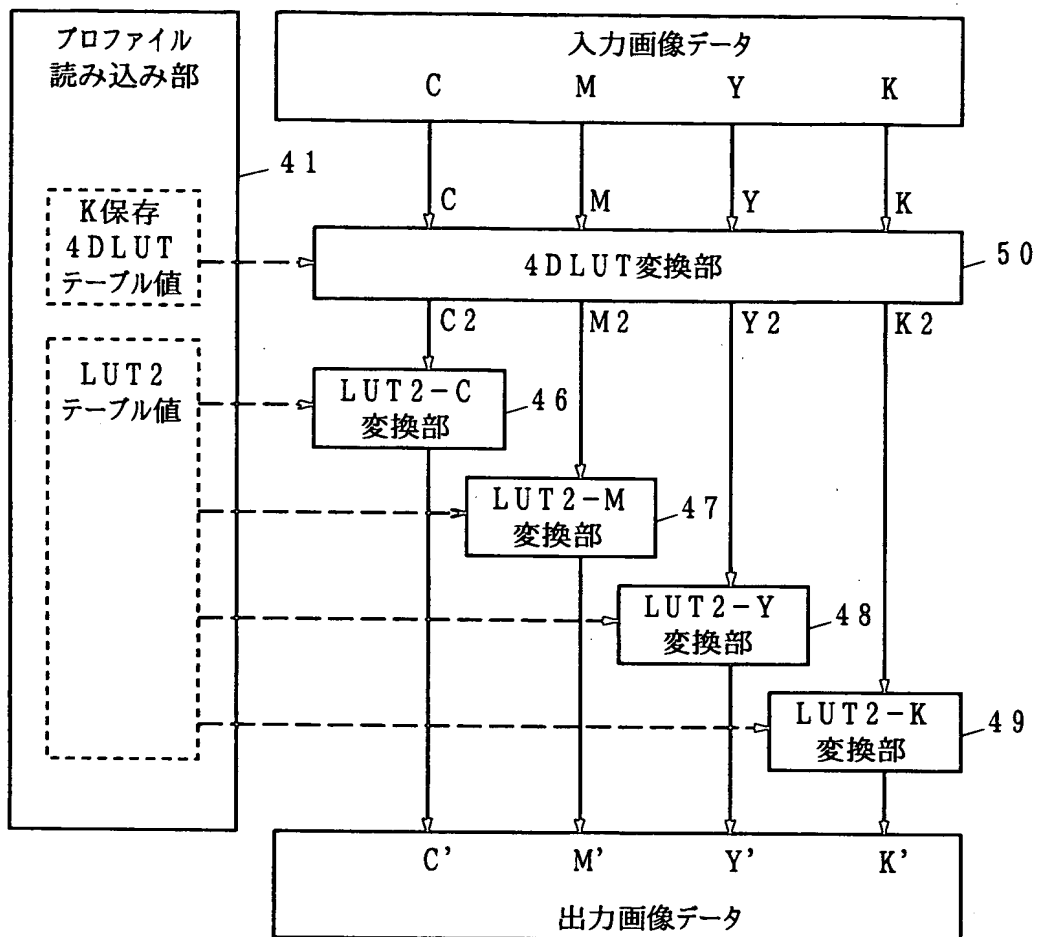 プロファイル
読み込み部
入力画像データ
C M Y K
41
C M Y K
K保存
4DLUT
テーブル値
4DLUT変換部
50
C2 M2 Y2 K2
LUT2
テーブル値
LUT2-C
変換部
46
LUT2-M
変換部
47
LUT2-Y
変換部
48
LUT2-K
変換部
49
C' M' Y' K'
出力画像データ